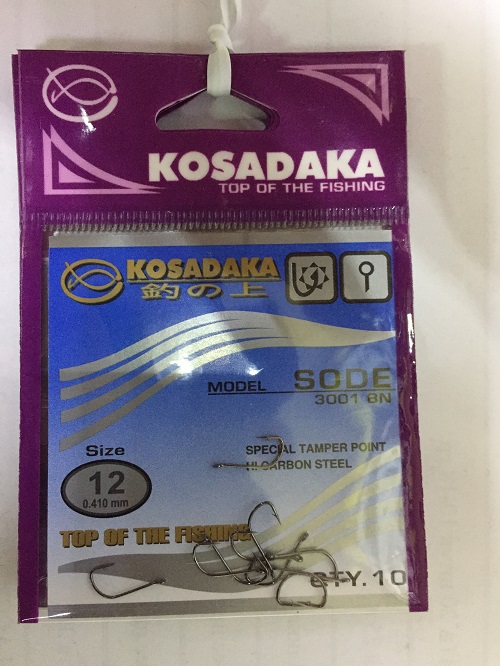 KOSADAKA
TOP OF THE FISHING
KOSADAKA
釣の上
MODEL SODE
3001 BN
Size
12
0.410 mm
SPECIAL TAMPER POINT
HI-CARBON STEEL
TOP OF THE FISHING
QTY.10